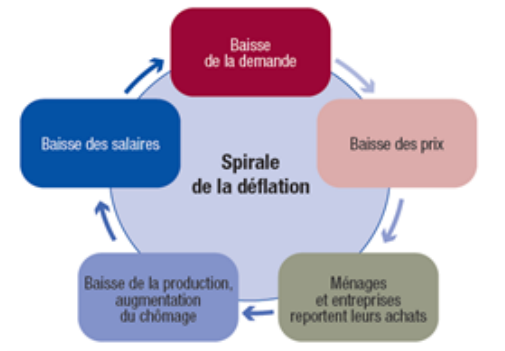 Baisse
de la demande
Baisse des salaires
Baisse des prix
Spirale
de la déflation
Baisse de la production,
augmentation
du chômage
Ménages
et entreprises
reportent leurs achats